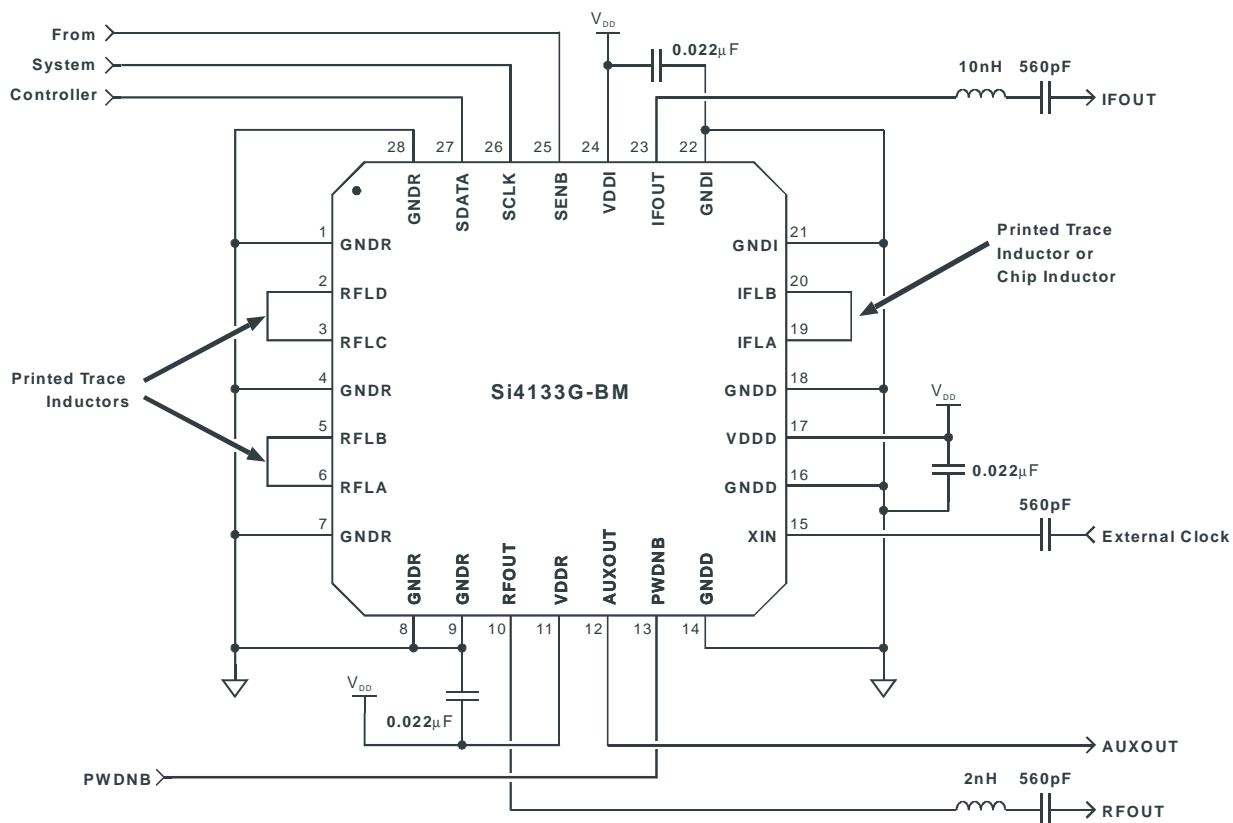 From
System
Controller
V_DD
0.022μF
10nH 560pF
IFOUT
28 27 26 25 24 23 22
GNDR SDATA SCLK SENB VDDI IFOUT GNDI
1 GNDR
2 RFLD
3 RFLC
4 GNDR
5 RFLB
6 RFLA
7 GNDR
Printed Trace
Inductors
Si4133G-BM
GNDI 21
IFLB 20
IFLA 19
GNDD 18
VDDD 17
GNDD 16
XIN 15
Printed Trace
Inductor or
Chip Inductor
V_DD
0.022μF
560pF
External Clock
GNDR GNDR RFOUT VDDR AUXOUT PWDNB GNDD
8 9 10 11 12 13 14
V_DD
0.022μF
AUXOUT
PWDNB
2nH 560pF
RFOUT